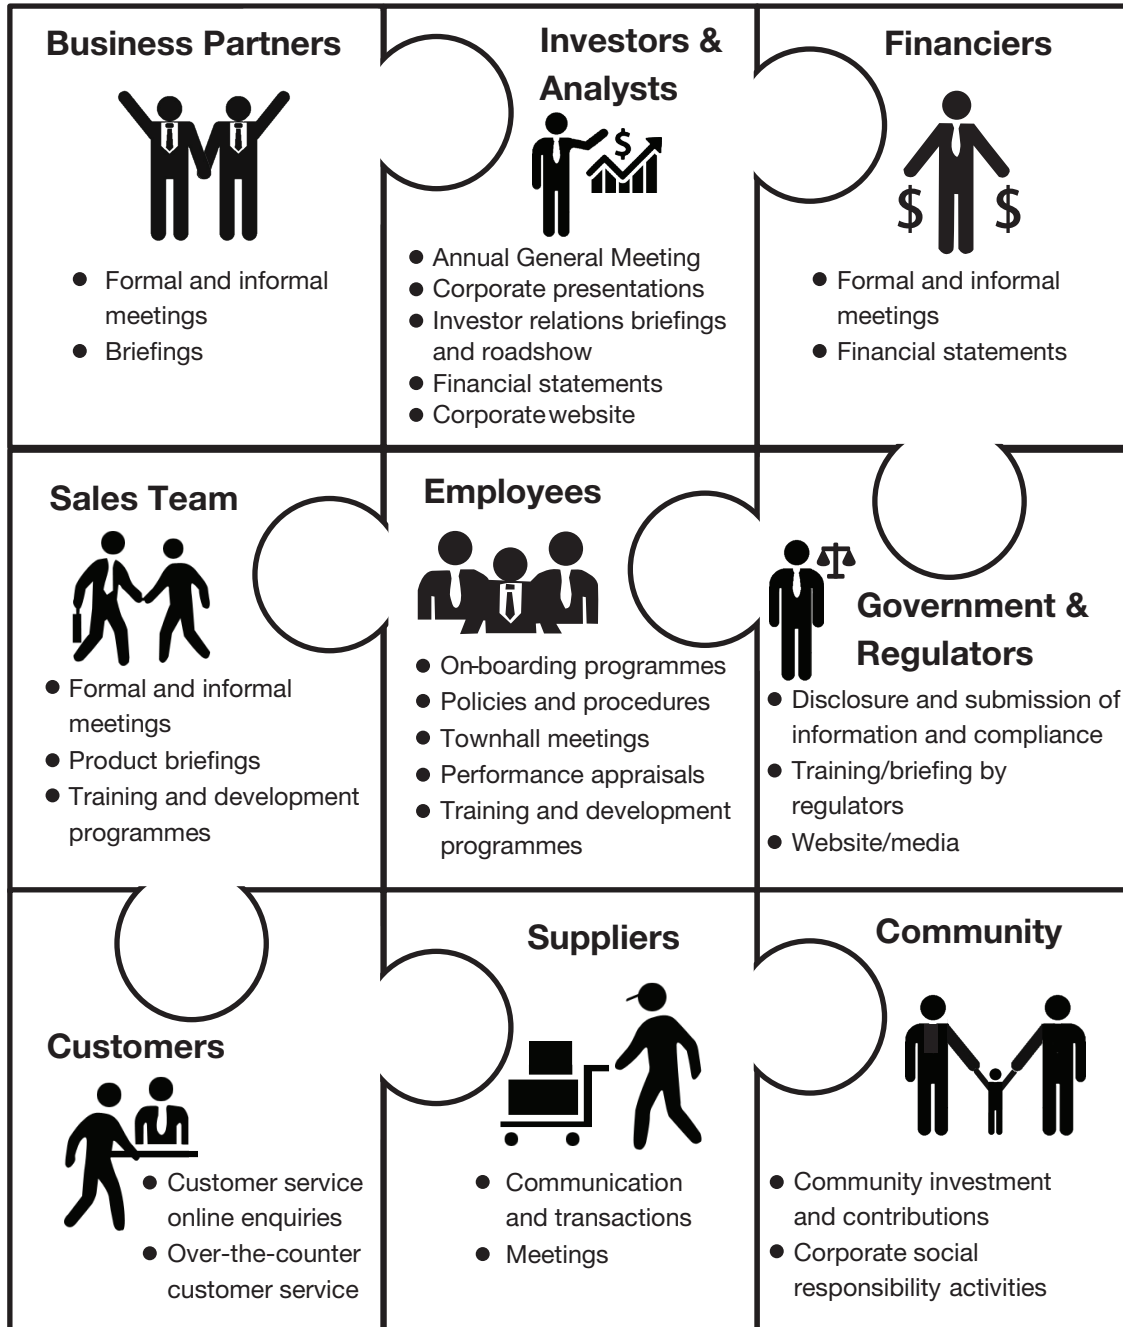 Business Partners
● Formal and informal
meetings
● Briefings
Investors &
Analysts
$
● Annual General Meeting
● Corporate presentations
● Investor relations briefings
and roadshow
● Financial statements
● Corporate website
Financiers
$ $
● Formal and informal
meetings
● Financial statements
Sales Team
● Formal and informal
meetings
● Product briefings
● Training and development
programmes
Employees
● On-boarding programmes
● Policies and procedures
● Townhall meetings
● Performance appraisals
● Training and development
programmes
Government &
Regulators
● Disclosure and submission of
information and compliance
● Training/briefing by
regulators
● Website/media
Customers
● Customer service
online enquiries
● Over-the-counter
customer service
Suppliers
● Communication
and transactions
● Meetings
Community
● Community investment
and contributions
● Corporate social
responsibility activities